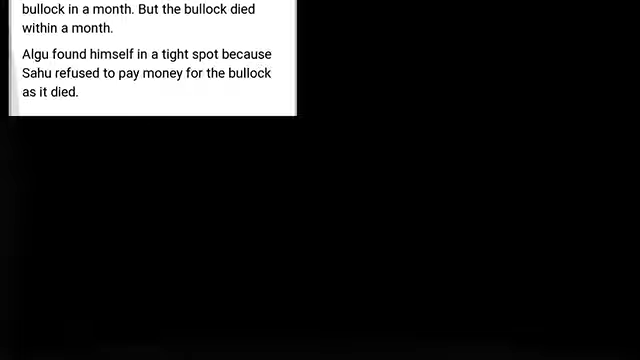 bullock in a month. But the bullock died
within a month.
Algu found himself in a tight spot because
Sahu refused to pay money for the bullock
as it died.